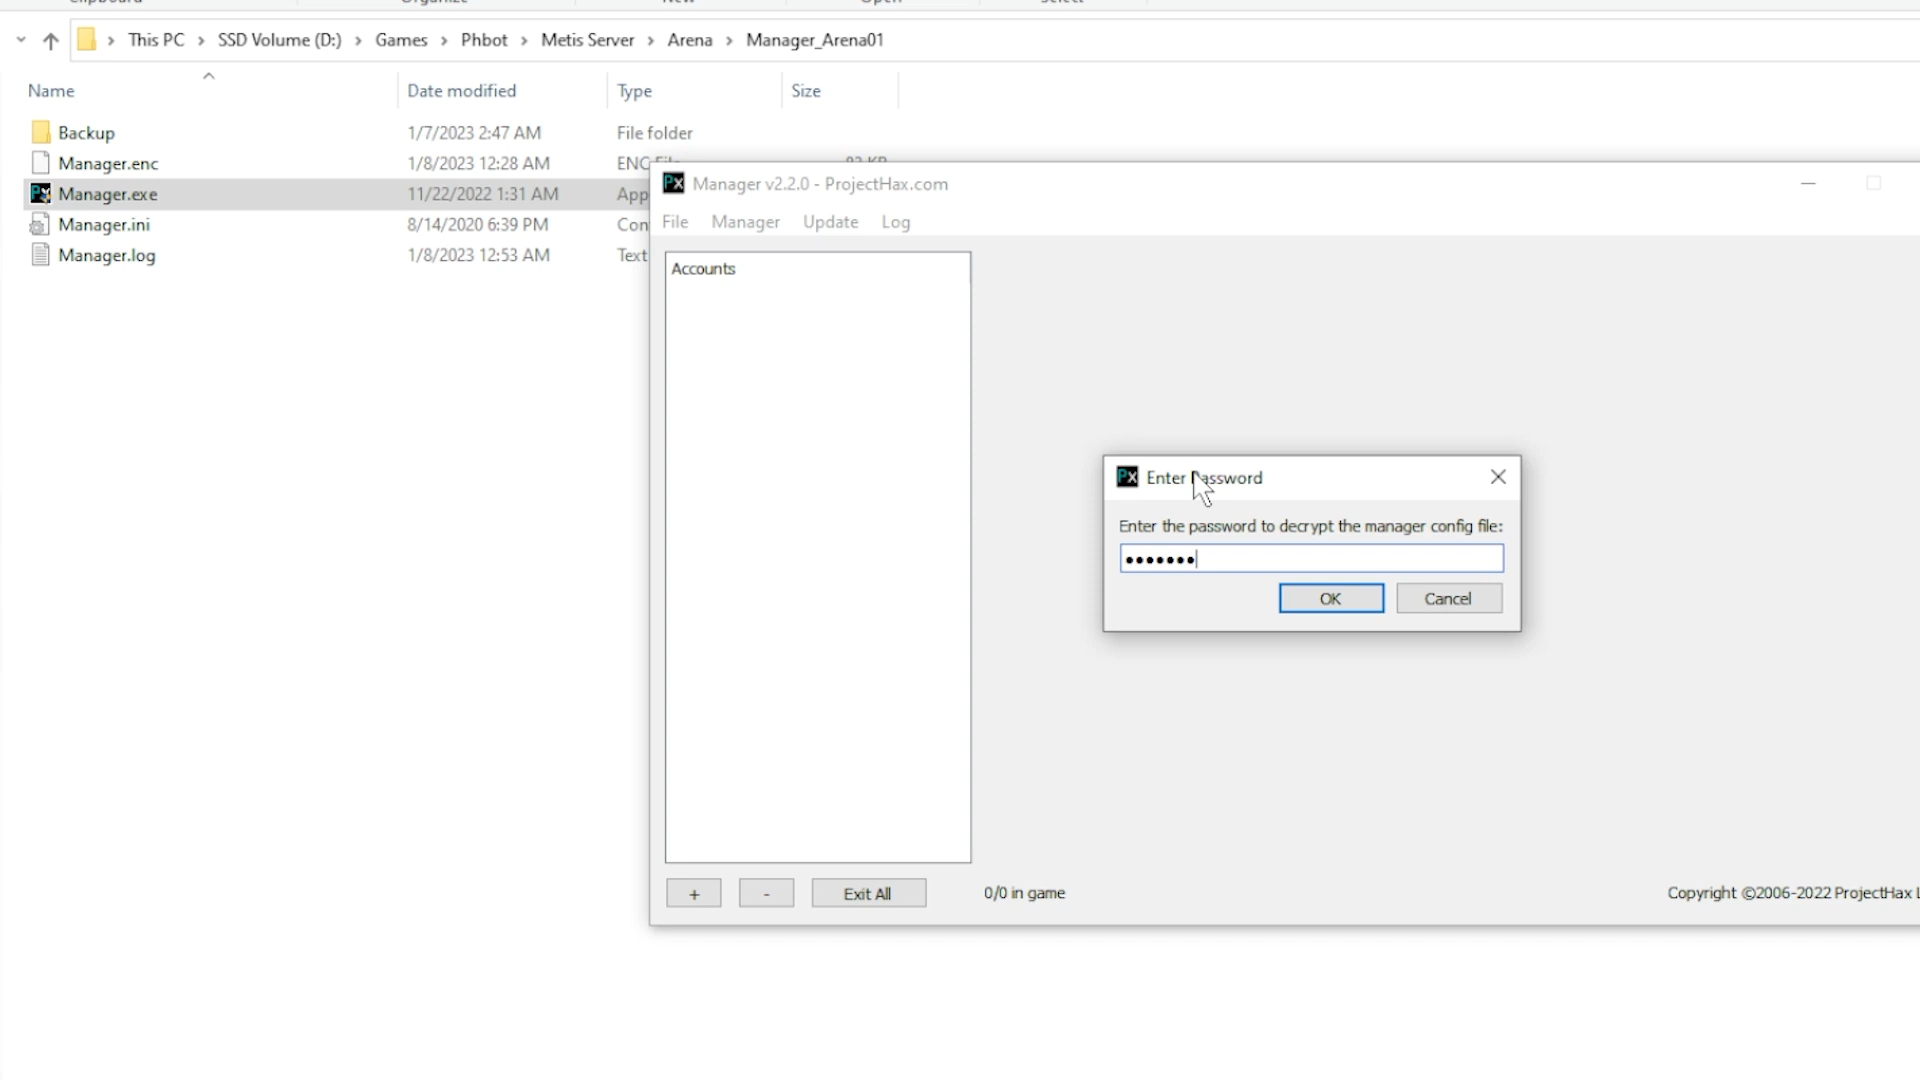 This PC > SSD Volume (D:) > Games > Phbot > Metis Server > Arena > Manager_Arena01
Name Date modified Type Size
Backup 1/7/2023 2:47 AM File folder
Manager.enc 1/8/2023 12:28 AM ENC File
Manager.exe 11/22/2022 1:31 AM App
Manager.ini 8/14/2020 6:39 PM Con
Manager.log 1/8/2023 12:53 AM Text
Px Manager v2.2.0 - ProjectHax.com
File Manager Update Log
Accounts
Px Enter Password
Enter the password to decrypt the manager config file:
•••••••
OK Cancel
+ - Exit All 0/0 in game Copyright ©2006-2022 ProjectHax L